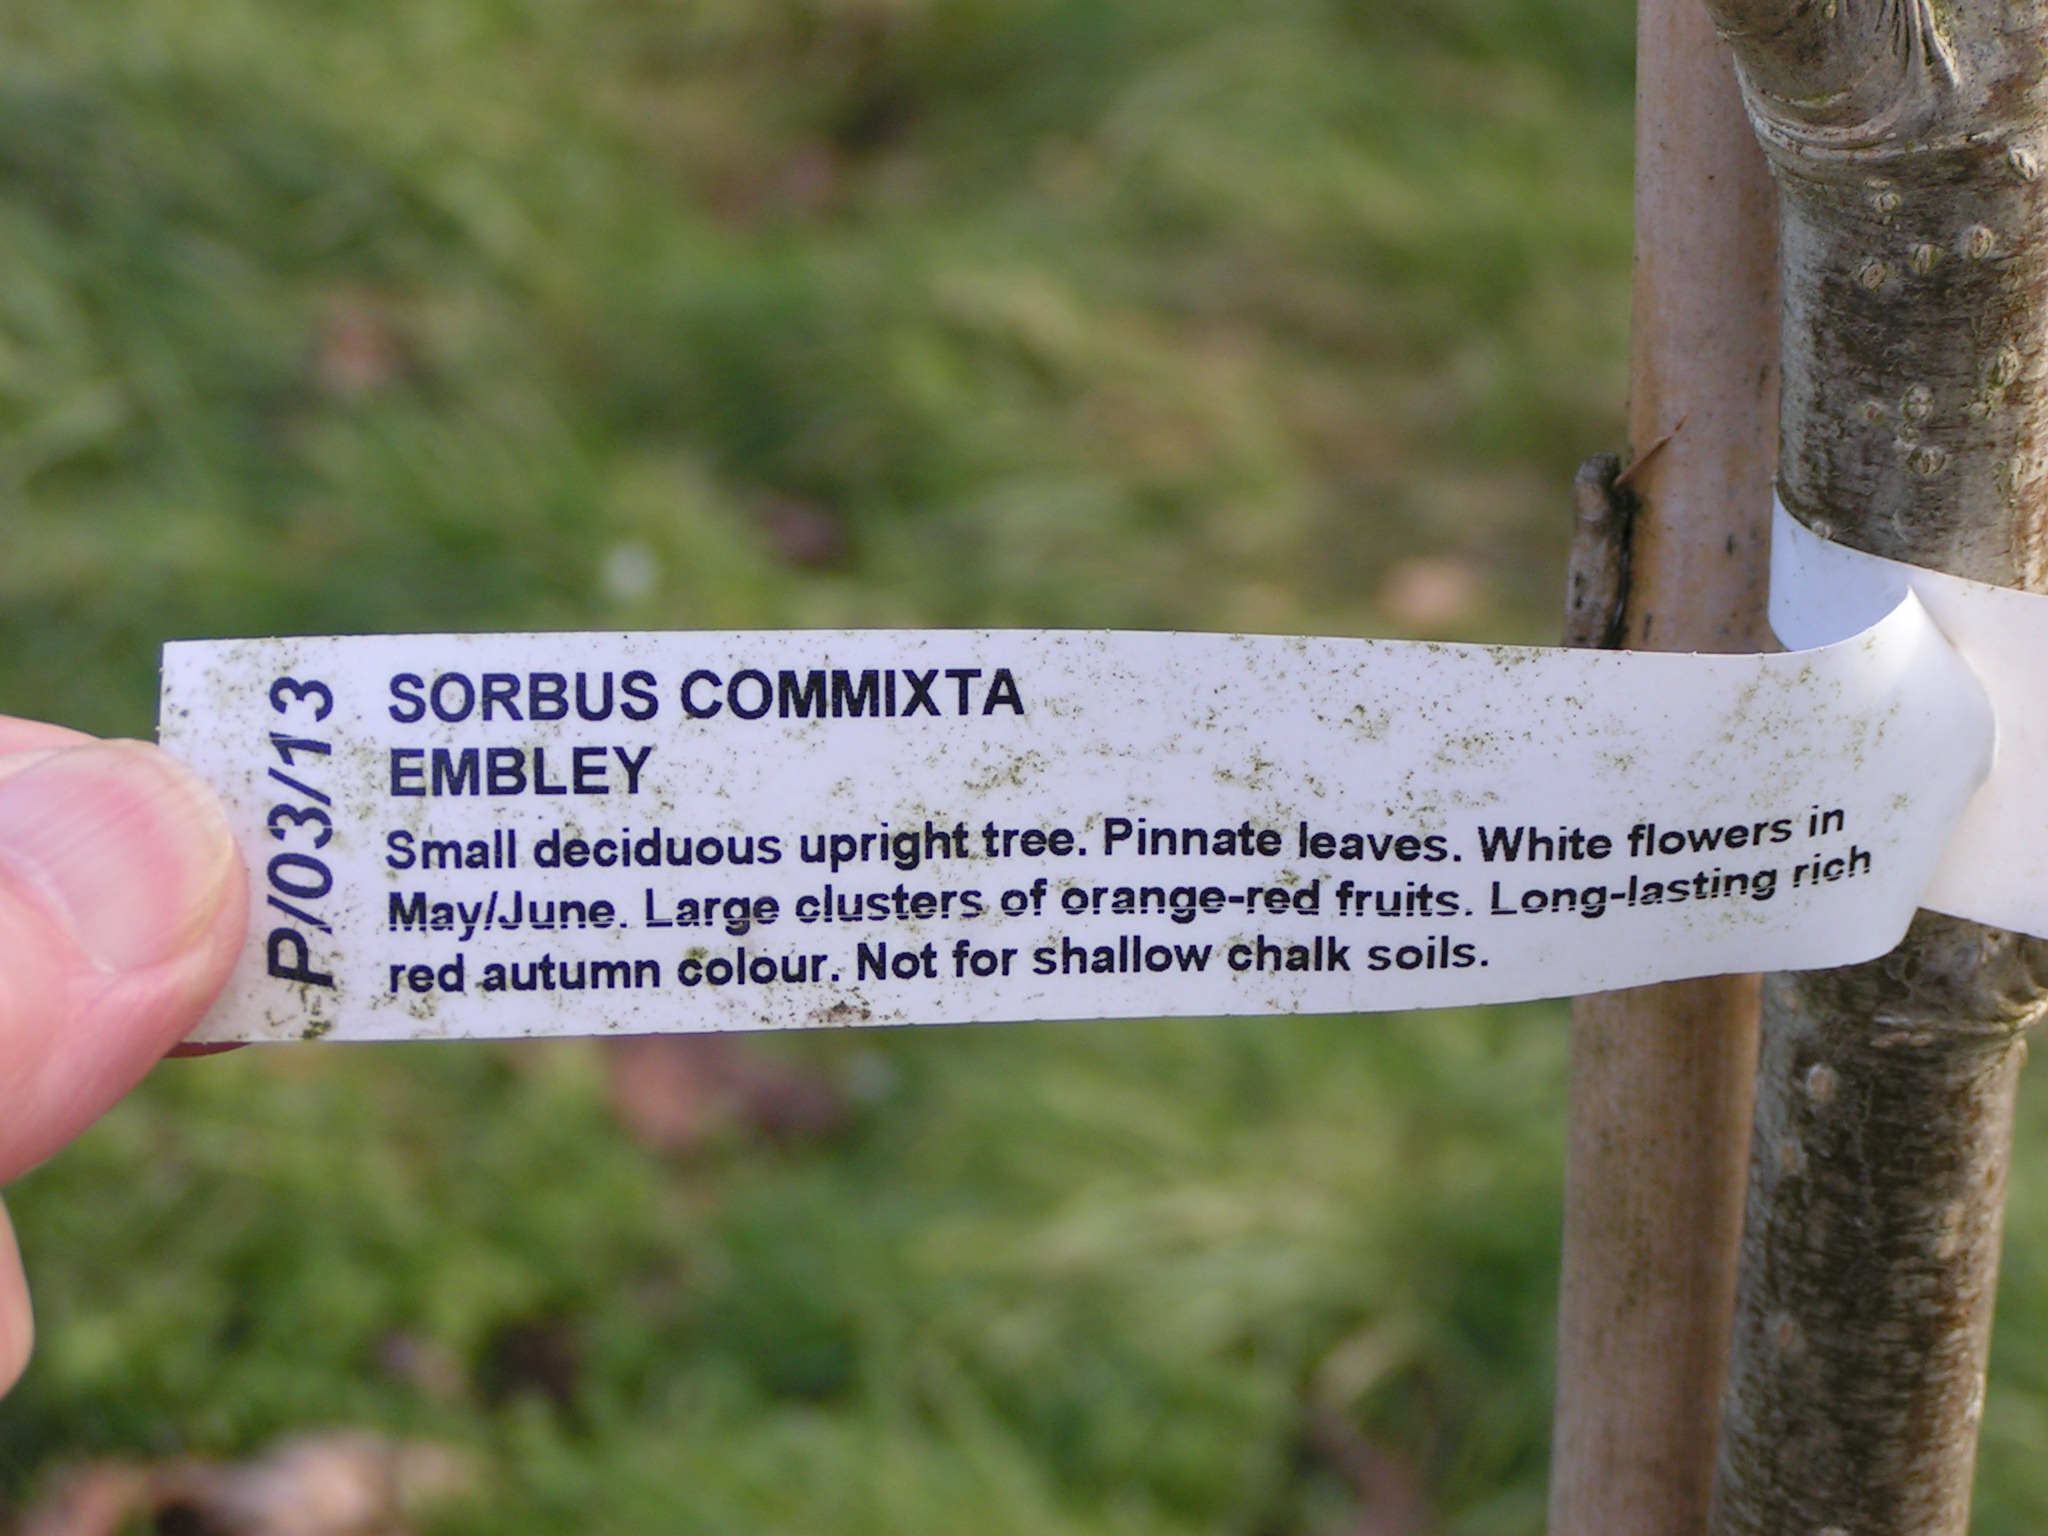 P/03/13
SORBUS COMMIXTA
EMBLEY
Small deciduous upright tree. Pinnate leaves. White flowers in
May/June. Large clusters of orange-red fruits. Long-lasting rich
red autumn colour. Not for shallow chalk soils.